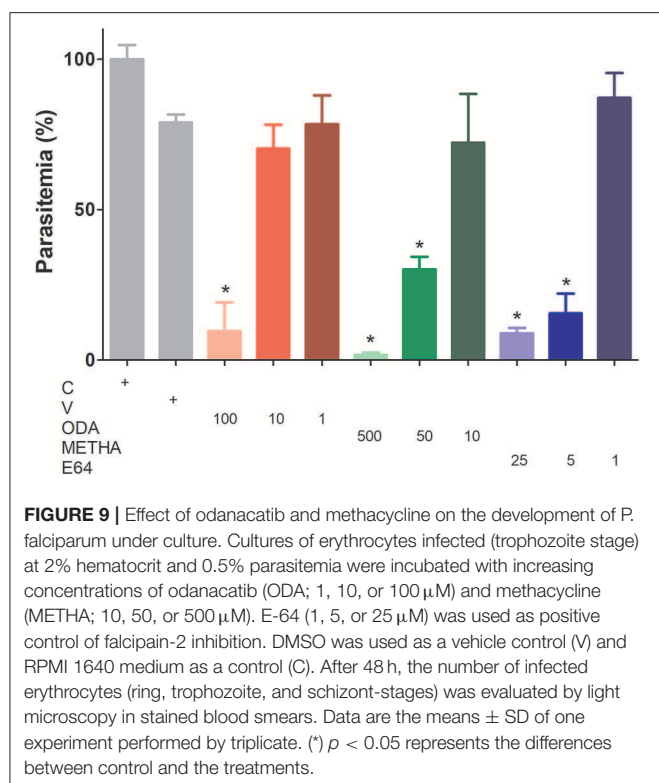 100
50
0
Parasitemia (%)
* * * * *
C +
V +
ODA 100 10 1
METHA 500 50 10
E64 25 5 1
FIGURE 9 | Effect of odanacatib and methacycline on the development of P.
falciparum under culture. Cultures of erythrocytes infected (trophozoite stage)
at 2% hematocrit and 0.5% parasitemia were incubated with increasing
concentrations of odanacatib (ODA; 1, 10, or 100 μM) and methacycline
(METHA; 10, 50, or 500 μM). E-64 (1, 5, or 25 μM) was used as positive
control of falcipain-2 inhibition. DMSO was used as a vehicle control (V) and
RPMI 1640 medium as a control (C). After 48 h, the number of infected
erythrocytes (ring, trophozoite, and schizont-stages) was evaluated by light
microscopy in stained blood smears. Data are the means ± SD of one
experiment performed by triplicate. (*) p < 0.05 represents the differences
between control and the treatments.